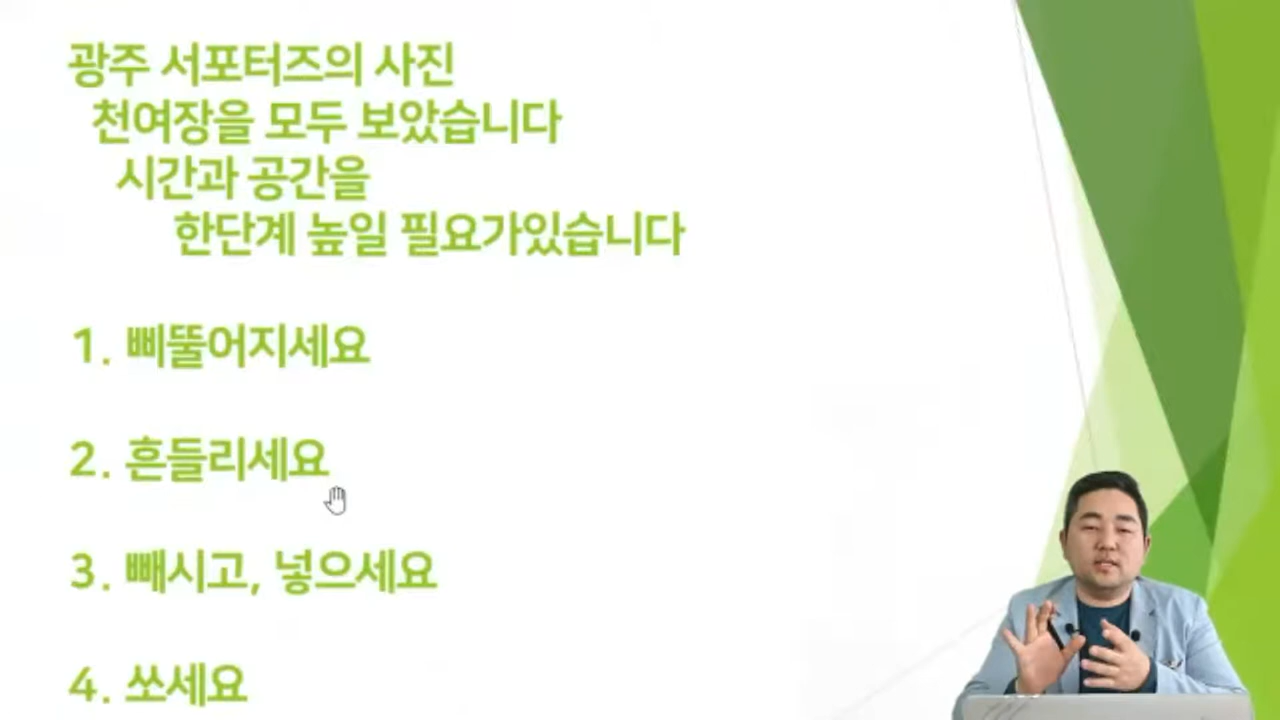 광주 서포터즈의 사진
천여장을 모두 보았습니다
시간과 공간을
한단계 높일 필요가있습니다
1. 삐뚤어지세요
2. 흔들리세요
3. 빼시고, 넣으세요
4. 쏘세요